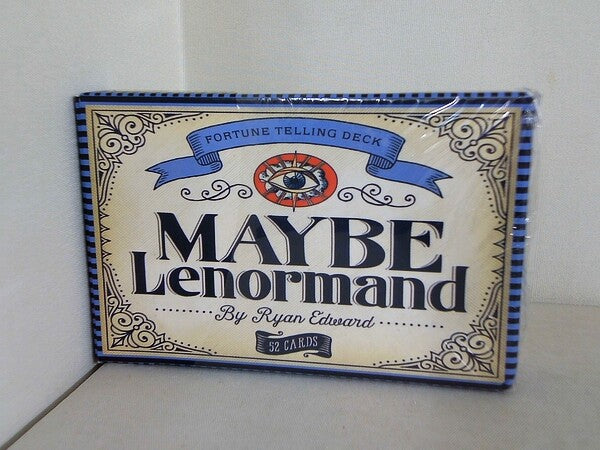 FORTUNE TELLING DECK
MAYBE
Lenormand
By Ryan Edward
52 CARDS